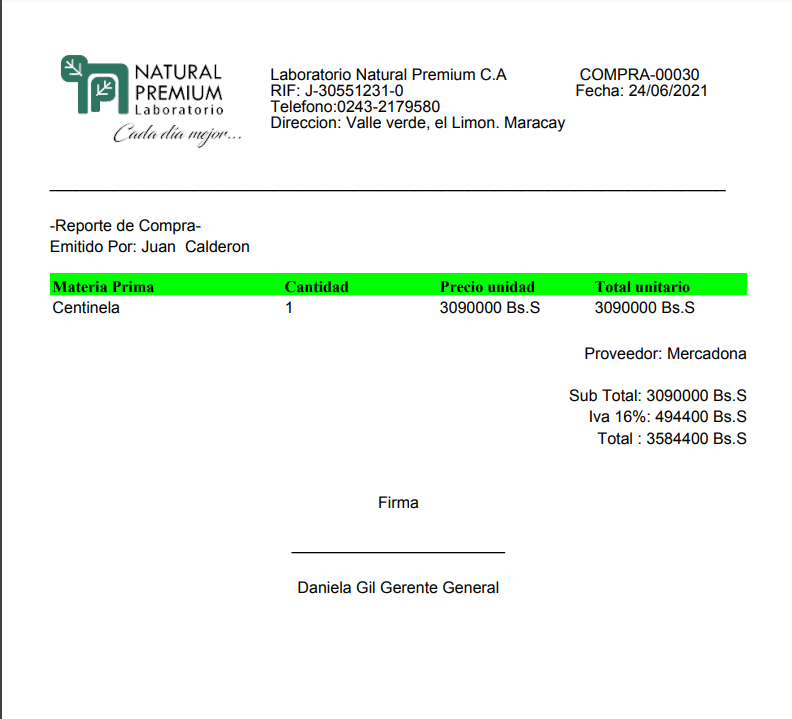 NATURAL
PREMIUM
Laboratorio
Cada día mejor...
Laboratorio Natural Premium C.A
RIF: J-30551231-0
Telefono:0243-2179580
Direccion: Valle verde, el Limon. Maracay
COMPRA-00030
Fecha: 24/06/2021
-Reporte de Compra-
Emitido Por: Juan  Calderon
Materia Prima Cantidad Precio unidad Total unitario
Centinela 1 3090000 Bs.S 3090000 Bs.S
Proveedor: Mercadona
Sub Total: 3090000 Bs.S
Iva 16%: 494400 Bs.S
Total : 3584400 Bs.S
Firma
Daniela Gil Gerente General